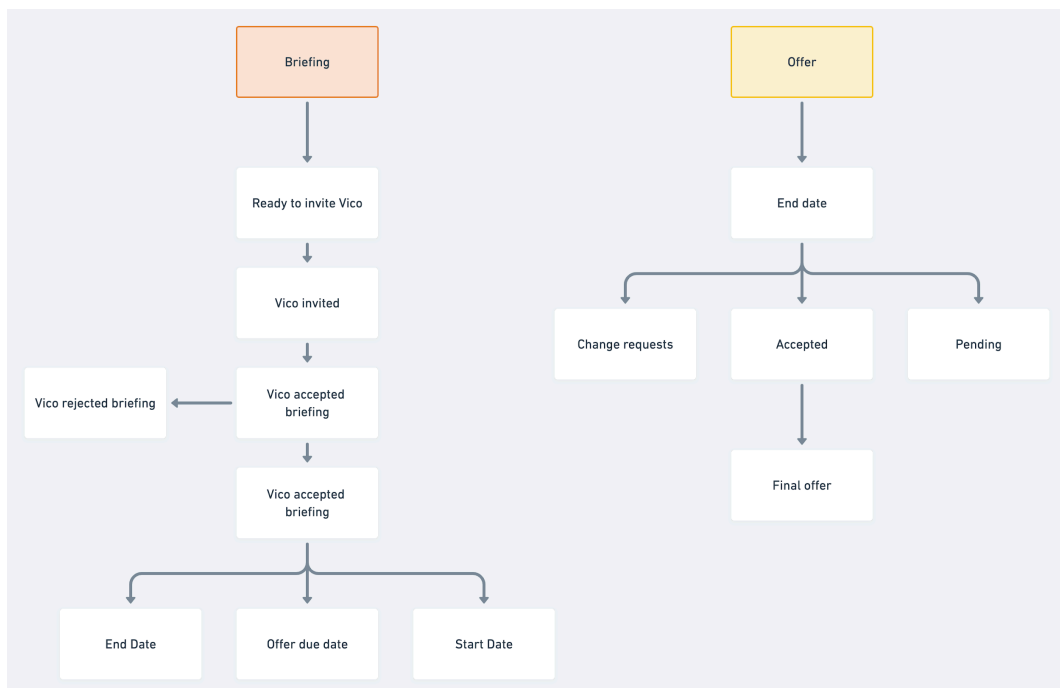 Briefing
Offer
Ready to invite Vico
End date
Vico invited
Change requests
Accepted
Pending
Vico rejected briefing
Vico accepted
briefing
Vico accepted
briefing
Final offer
End Date
Offer due date
Start Date